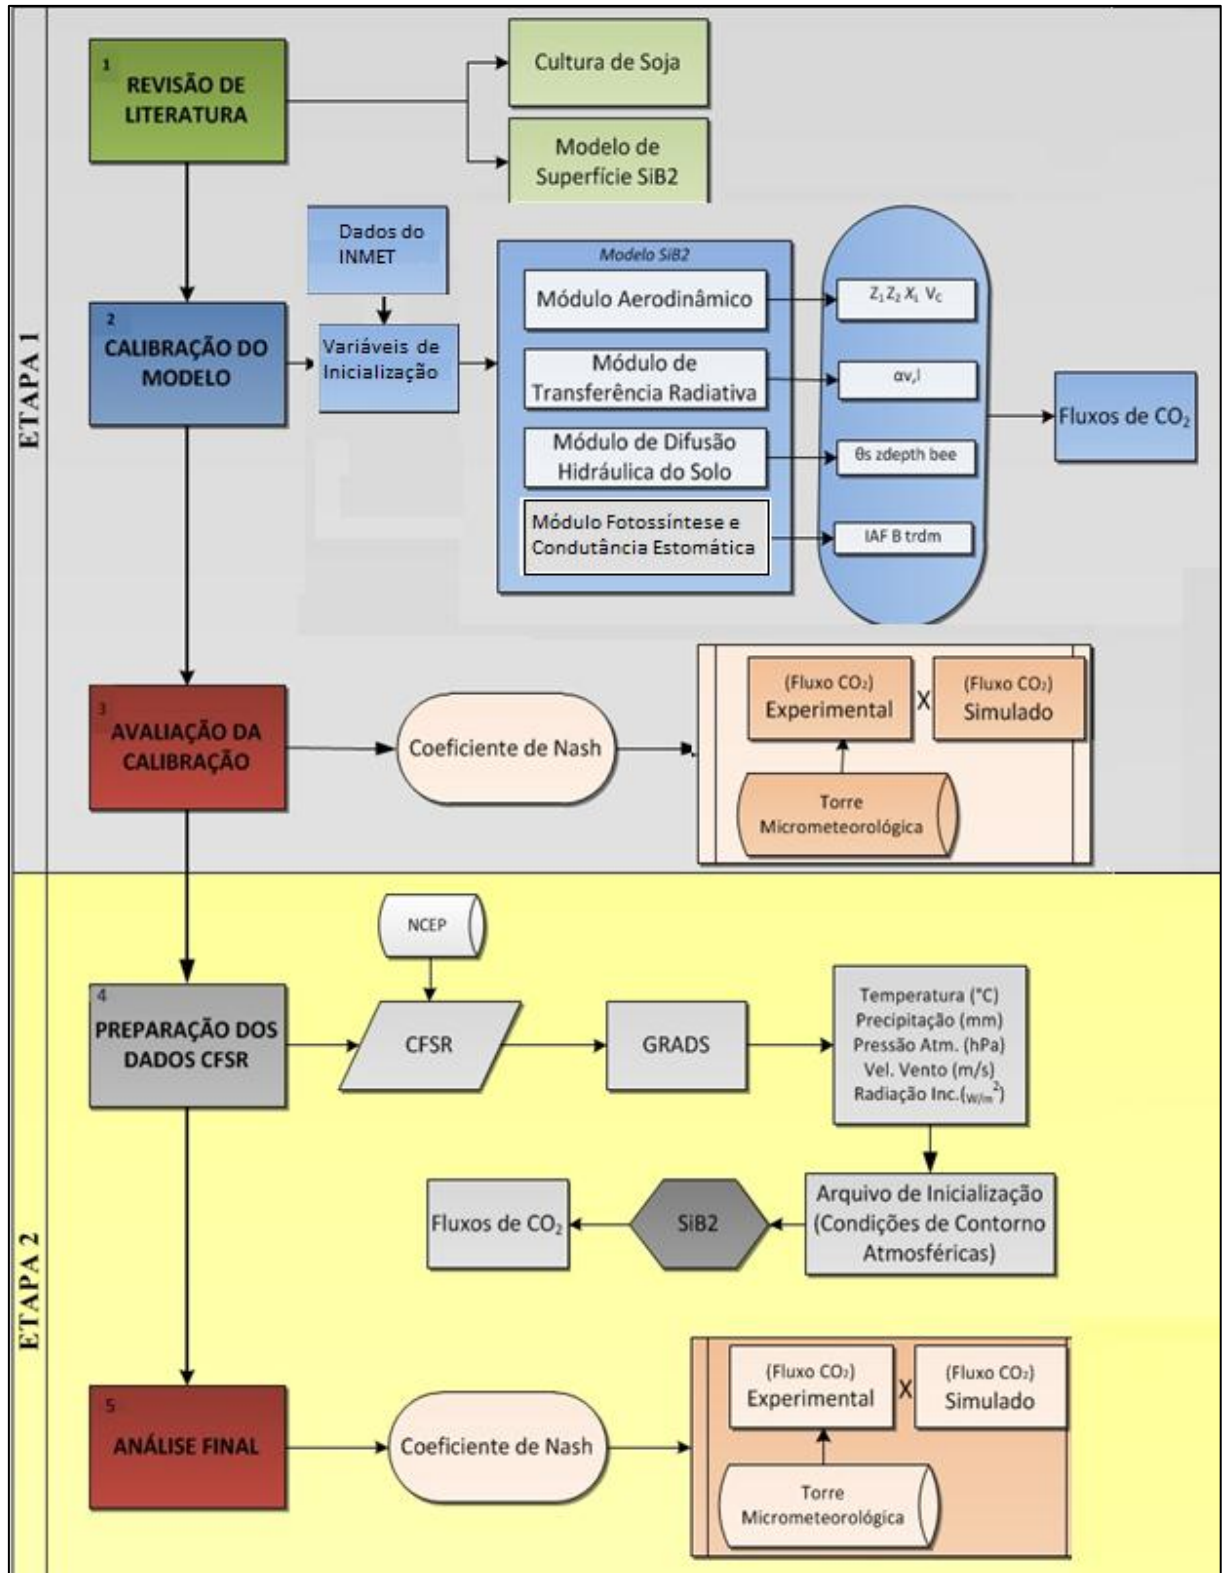 ETAPA 1
1
REVISÃO DE
LITERATURA
Cultura de Soja
Modelo de
Superfície SiB2
2
CALIBRAÇÃO DO
MODELO
Dados do
INMET
Variáveis de
Inicialização
Modelo SiB2
Módulo Aerodinâmico
Módulo de
Transferência Radiativa
Módulo de Difusão
Hidráulica do Solo
Módulo Fotossíntese e
Condutância Estomática
Z₁ Z₂ X_L V_C
αv,l
θs zdepth bee
IAF B trdm
Fluxos de CO₂
3
AVALIAÇÃO DA
CALIBRAÇÃO
Coeficiente de Nash
(Fluxo CO₂)
Experimental
X
(Fluxo CO₂)
Simulado
Torre
Micrometeorológica
ETAPA 2
4
PREPARAÇÃO DOS
DADOS CFSR
NCEP
CFSR
GRADS
Temperatura (°C)
Precipitação (mm)
Pressão Atm. (hPa)
Vel. Vento (m/s)
Radiação Inc.(W/m²)
Arquivo de Inicialização
(Condições de Contorno
Atmosféricas)
SiB2
Fluxos de CO₂
5
ANÁLISE FINAL
Coeficiente de Nash
(Fluxo CO₂)
Experimental
X
(Fluxo CO₂)
Simulado
Torre
Micrometeorológica